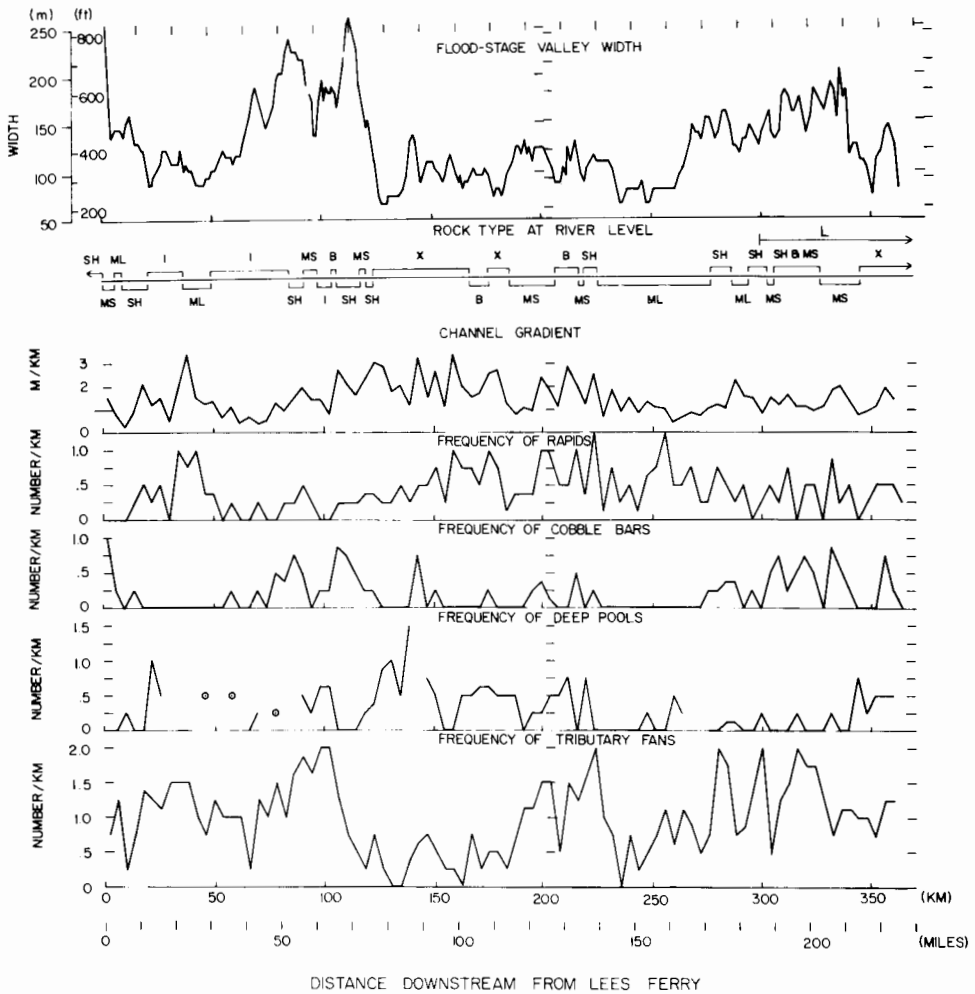 (m) (ft)
FLOOD-STAGE VALLEY WIDTH
250 800
200 600
150 400
100 200
50
WIDTH
ROCK TYPE AT RIVER LEVEL L
SH ML I I MS B MS X X B SH SH SH SH B MS X
MS SH ML SH I SH SH B MS MS ML ML MS MS
CHANNEL GRADIENT
M/KM
3
2
1
0
FREQUENCY OF RAPIDS
NUMBER/KM
1.0
.5
0
FREQUENCY OF COBBLE BARS
NUMBER/KM
1.0
.5
0
FREQUENCY OF DEEP POOLS
NUMBER/KM
1.5
1.0
.5
0
FREQUENCY OF TRIBUTARY FANS
NUMBER/KM
2.0
1.5
1.0
.5
0
0 50 100 150 200 250 300 350 (KM)
0 50 100 150 200 (MILES)
DISTANCE DOWNSTREAM FROM LEES FERRY